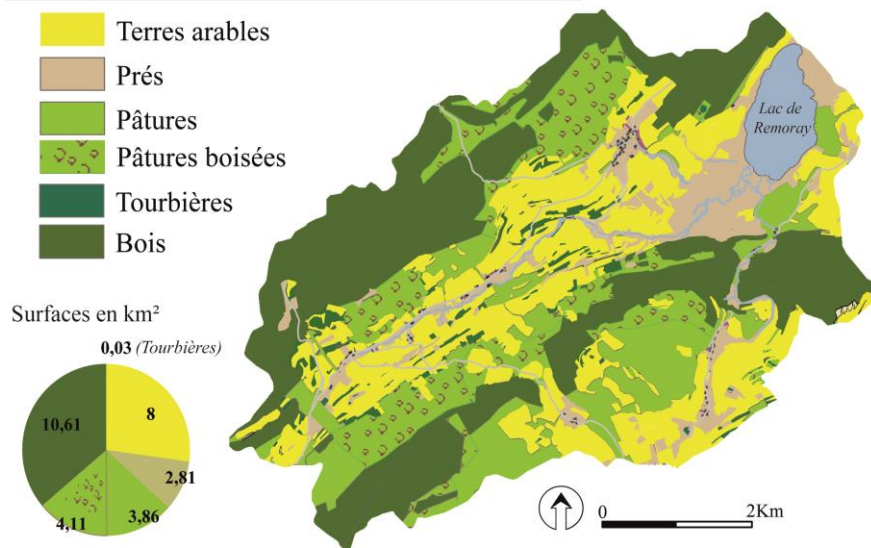 Terres arables
Prés
Pâtures
Pâtures boisées
Tourbières
Bois
Lac de
Remoray
Surfaces en km²
0,03 (Tourbières)
10,61
8
2,81
4,11
3,86
0
2Km